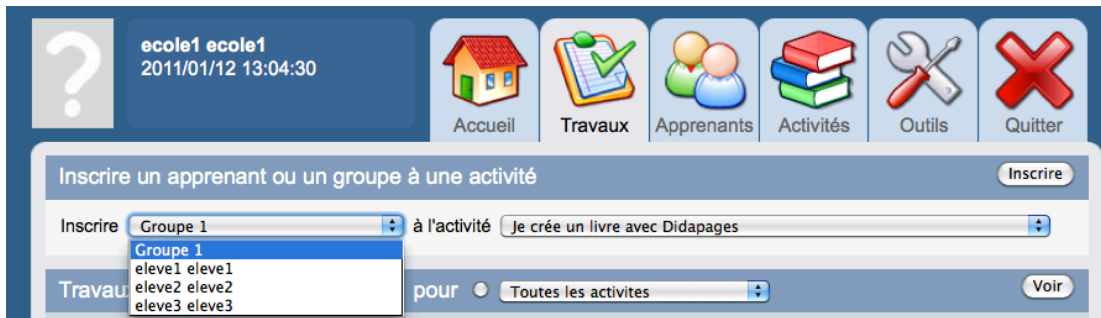 ?
ecole1 ecole1
2011/01/12 13:04:30
Accueil Travaux Apprenants Activités Outils Quitter
Inscrire un apprenant ou un groupe à une activité Inscrire
Inscrire Groupe 1 à l'activité Je crée un livre avec Didapages
Groupe 1
eleve1 eleve1
eleve2 eleve2
eleve3 eleve3
pour Toutes les activites Voir